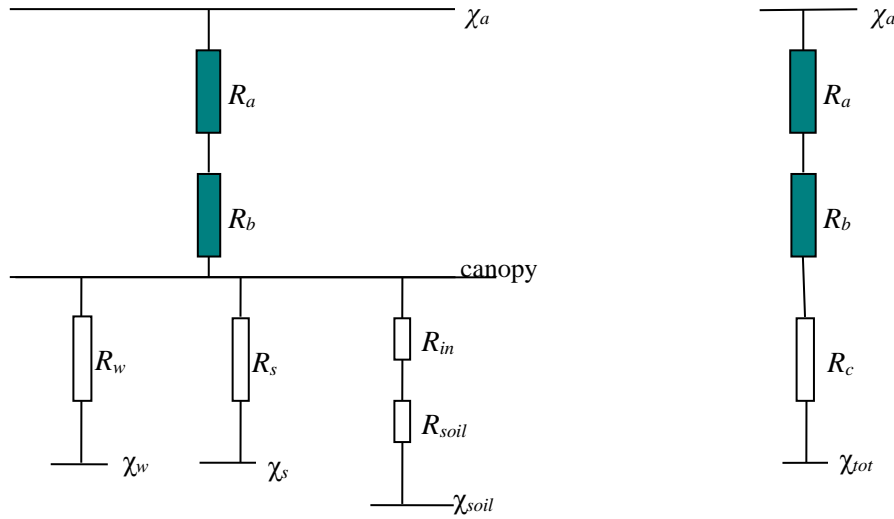 χa
Ra
Rb
canopy
Rw
Rs
Rin
Rsoil
χw
χs
χsoil
χa
Ra
Rb
Rc
χtot